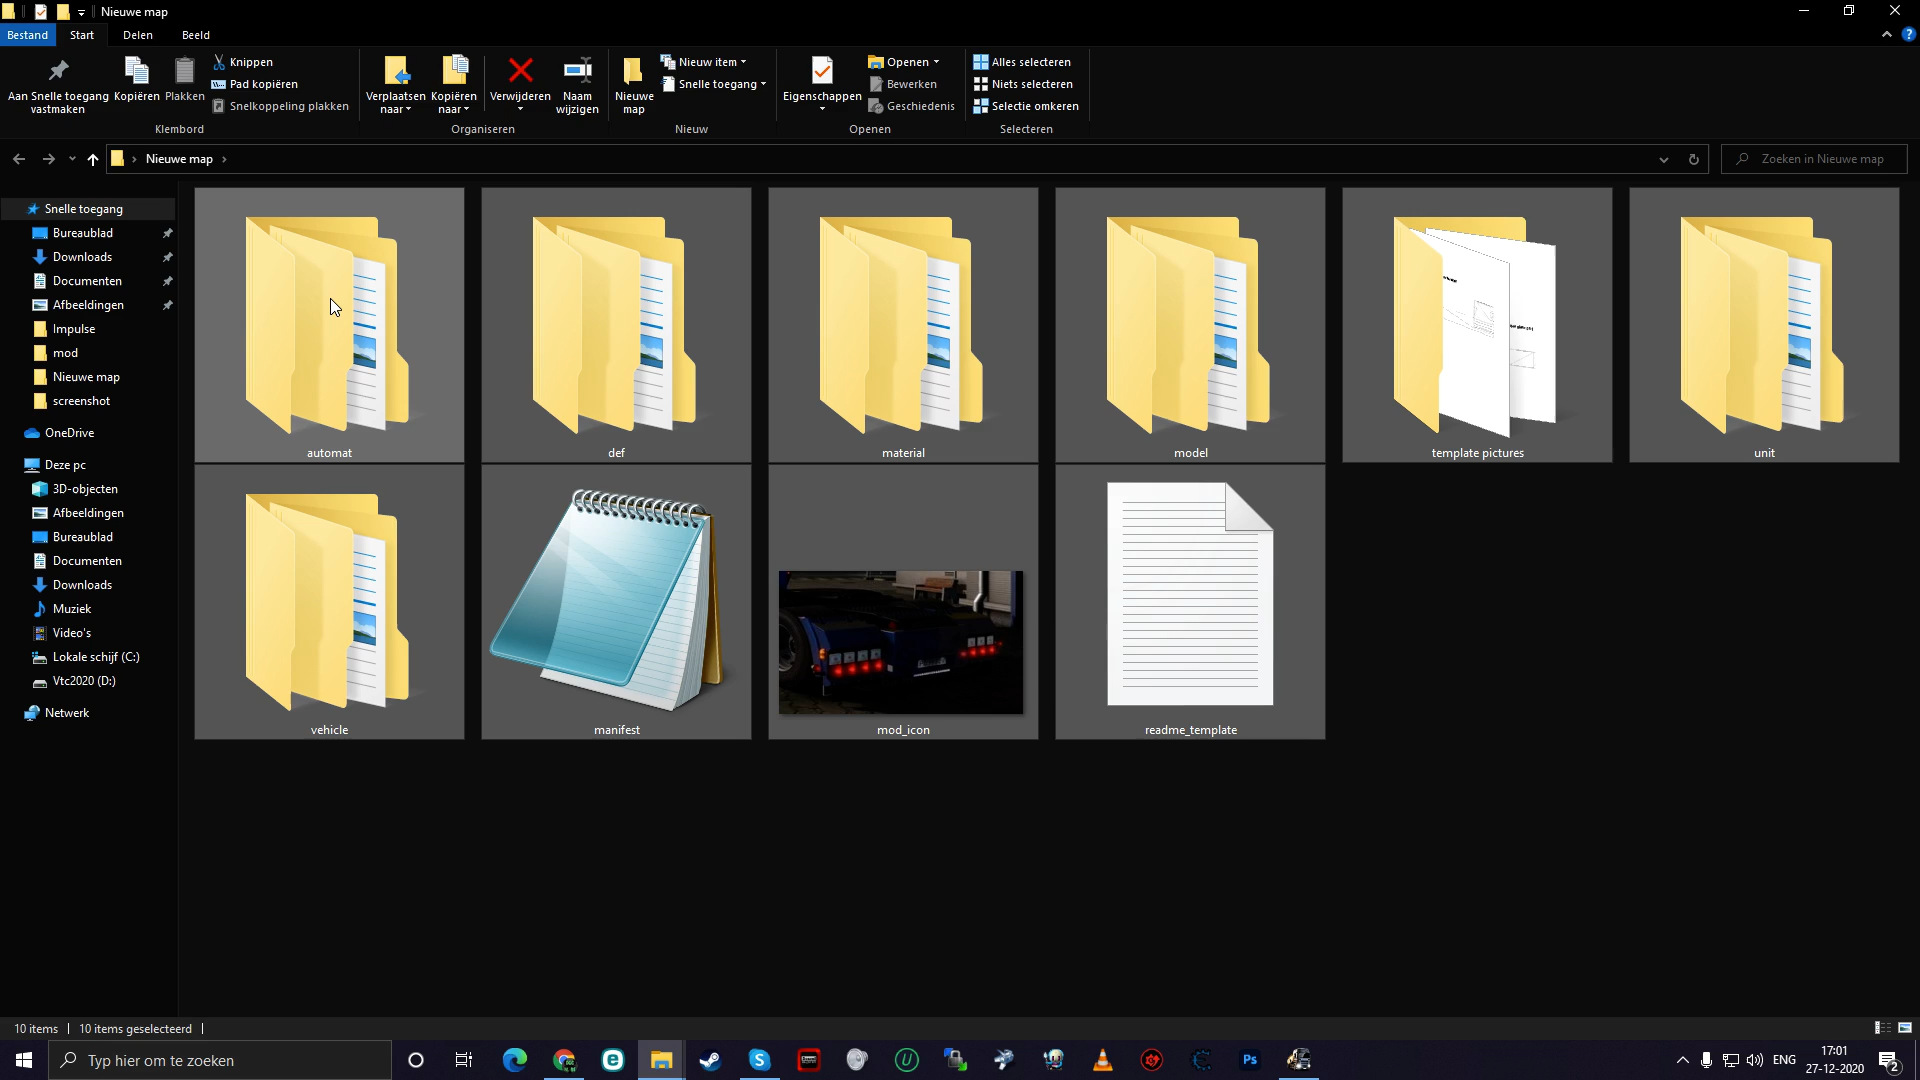 Nieuwe map
Bestand
Start
Delen
Beeld
Aan Snelle toegang
vastmaken
Kopiëren
Plakken
Knippen
Pad kopiëren
Snelkoppeling plakken
Klembord
Verplaatsen
naar
Kopiëren
naar
Verwijderen
Naam
wijzigen
Organiseren
Nieuwe
map
Nieuw item
Snelle toegang
Nieuw
Eigenschappen
Openen
Bewerken
Geschiedenis
Openen
Alles selecteren
Niets selecteren
Selectie omkeren
Selecteren
Nieuwe map
Zoeken in Nieuwe map
Snelle toegang
Bureaublad
Downloads
Documenten
Afbeeldingen
Impulse
mod
Nieuwe map
screenshot
OneDrive
Deze pc
3D-objecten
Afbeeldingen
Bureaublad
Documenten
Downloads
Muziek
Video's
Lokale schijf (C:)
Vtc2020 (D:)
Netwerk
automat
def
material
model
template pictures
unit
vehicle
manifest
mod_icon
readme_template
10 items
10 items geselecteerd
Typ hier om te zoeken
Ps
ENG
17:01
27-12-2020
2